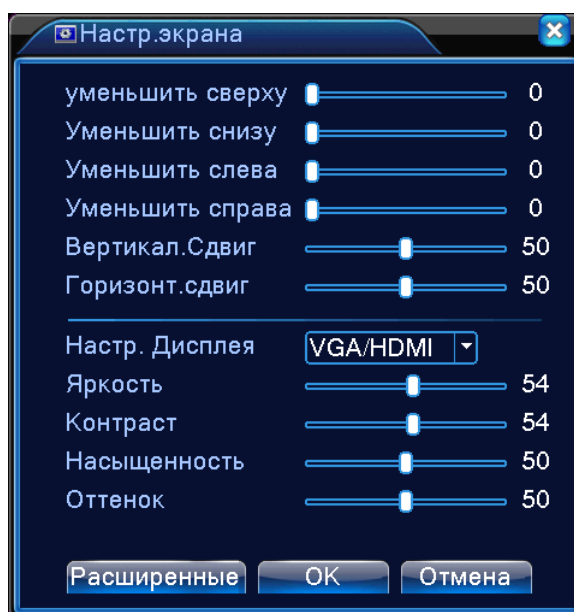 Настр.экрана
уменьшить сверху 0
Уменьшить снизу 0
Уменьшить слева 0
Уменьшить справа 0
Вертикал.Сдвиг 50
Горизонт.сдвиг 50
Настр. Дисплея VGA/HDMI
Яркость 54
Контраст 54
Насыщенность 50
Оттенок 50
Расширенные OK Отмена